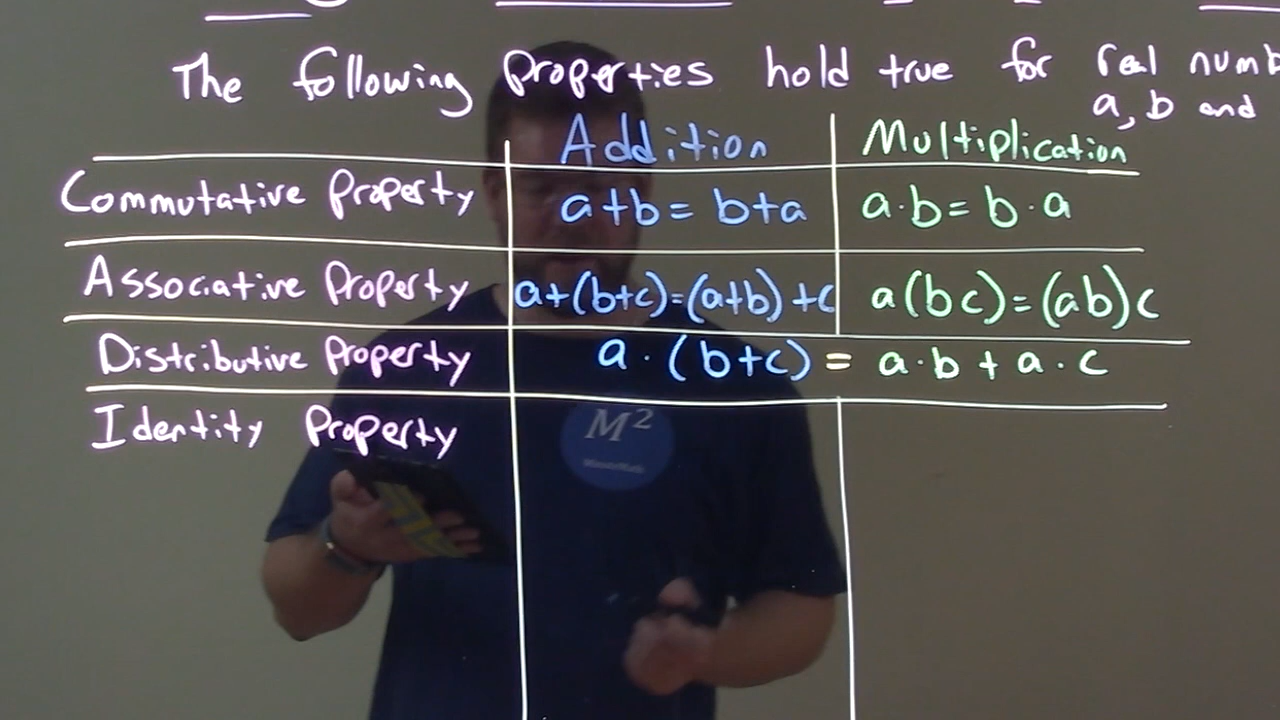 The following properties hold true for real numb
a, b and
Addition Multiplication
Commutative Property a+b = b+a a·b = b·a
Associative Property a+(b+c)=(a+b)+c a(bc)=(ab)c
Distributive Property a·(b+c) = a·b + a·c
Identity Property
M²
MinuteMath